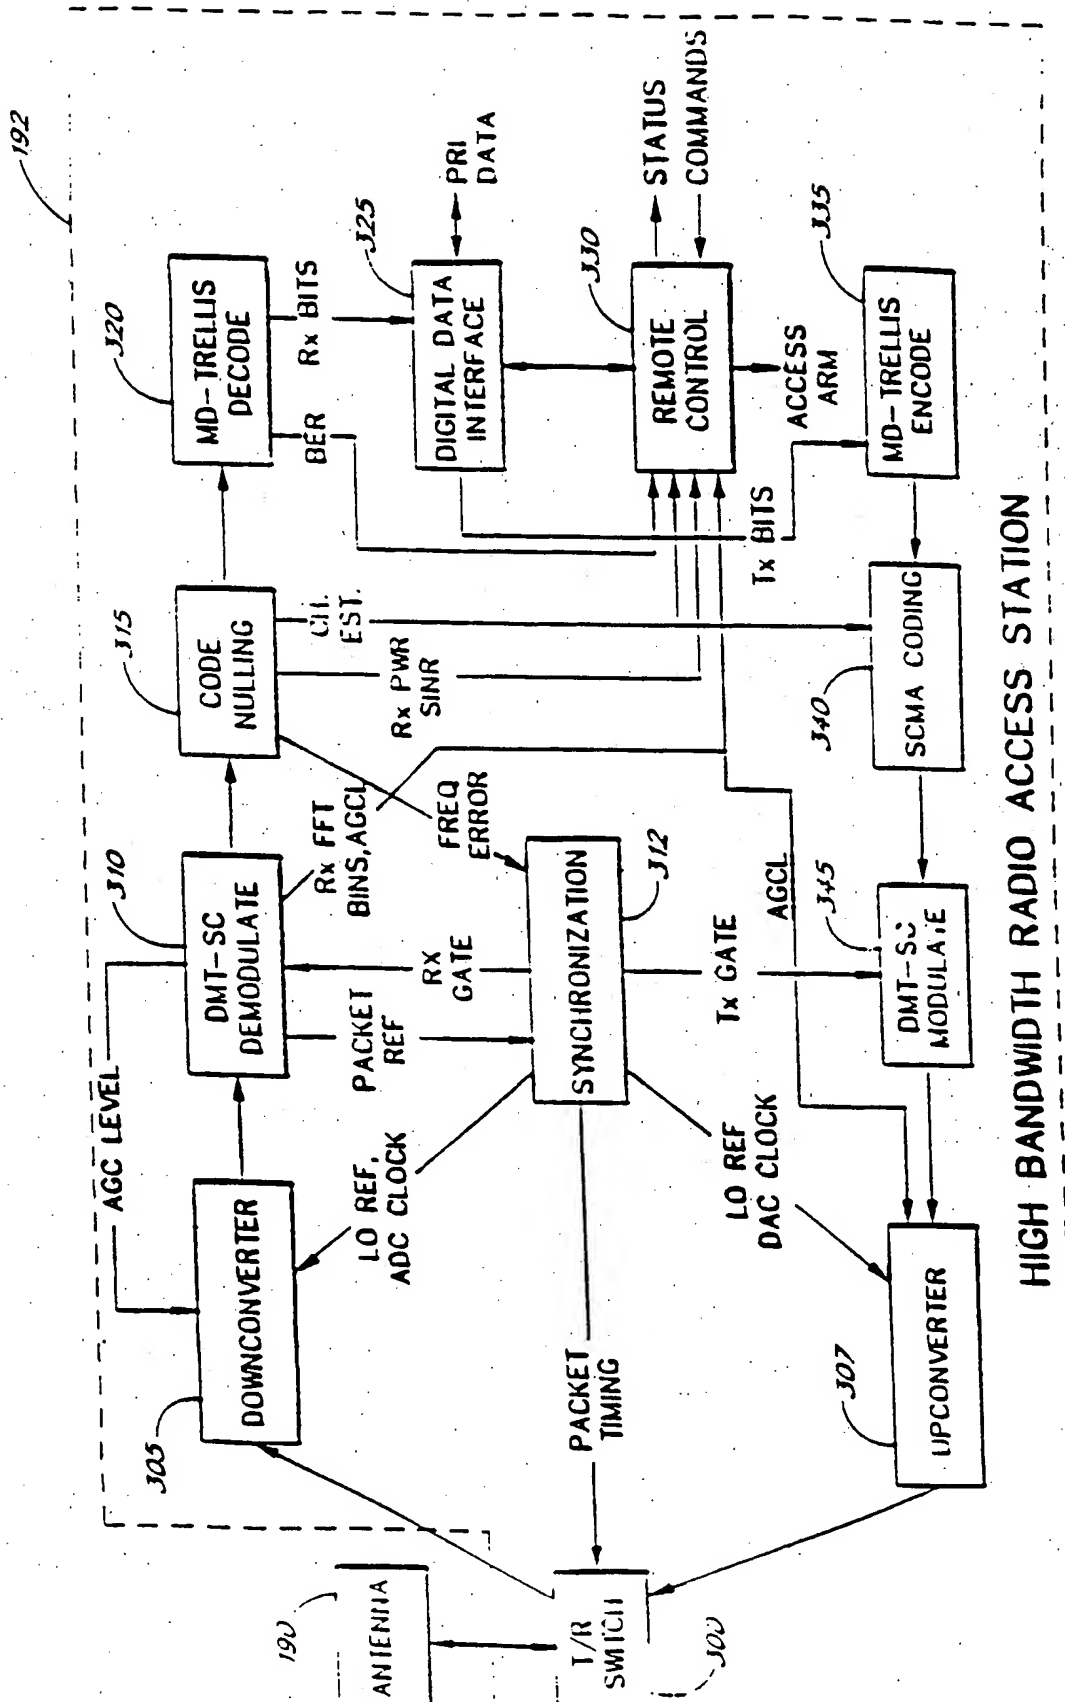 192
190
ANTENNA
T/R
SWITCH
300
305
DOWNCONVERTER
AGC LEVEL
310
DMT-SC
DEMODULATE
315
CODE
NULLING
320
MD-TRELLIS
DECODE
LO REF,
ADC CLOCK
PACKET
REF
RX
GATE
Rx FFT
BINS, AGCL
FREQ
ERROR
Rx PWR
SINR
CH.
EST.
BER
Rx BITS
325
DIGITAL DATA
INTERFACE
PRI
DATA
PACKET
TIMING
SYNCHRONIZATION
312
330
REMOTE
CONTROL
STATUS
COMMANDS
ACCESS
ARM
LO REF
DAC CLOCK
Tx GATE
AGCL
Tx BITS
307
UPCONVERTER
345
DMT-SC
MODULATE
340
SCMA CODING
335
MD-TRELLIS
ENCODE
HIGH BANDWIDTH RADIO ACCESS STATION